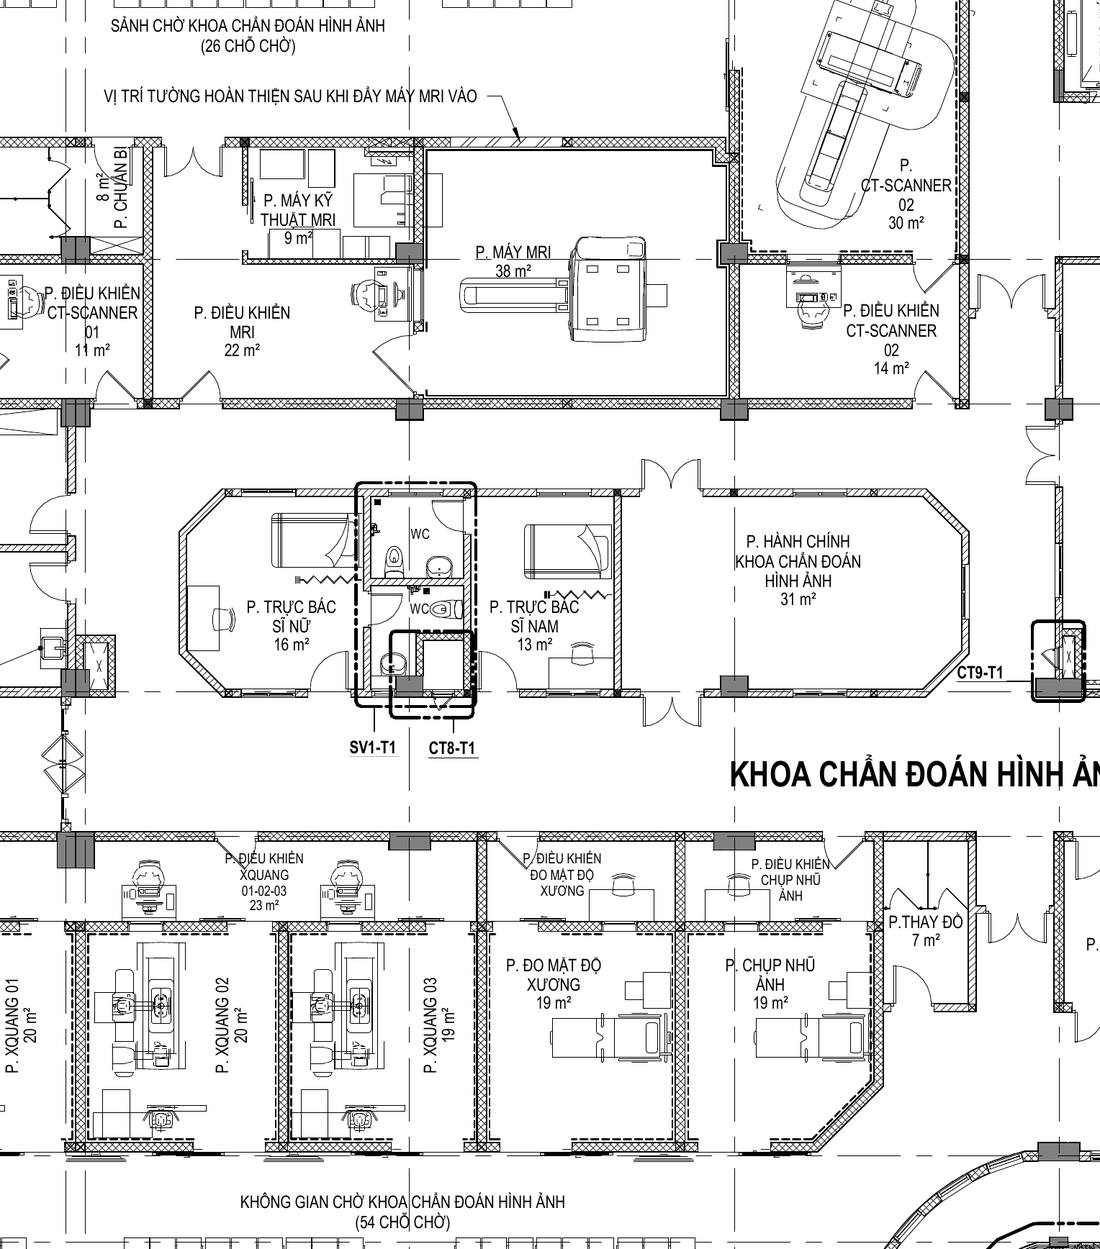 SẢNH CHỜ KHOA CHẨN ĐOÁN HÌNH ẢNH
(26 CHỖ CHỜ)
VỊ TRÍ TƯỜNG HOÀN THIỆN SAU KHI ĐẨY MÁY MRI VÀO
P. CHUẨN BỊ
8 m²
P. MÁY KỸ
THUẬT MRI
9 m²
P. MÁY MRI
38 m²
P.
CT-SCANNER
02
30 m²
P. ĐIỀU KHIỂN
CT-SCANNER
01
11 m²
P. ĐIỀU KHIỂN
MRI
22 m²
P. ĐIỀU KHIỂN
CT-SCANNER
02
14 m²
WC
WC
P. TRỰC BÁC
SĨ NỮ
16 m²
P. TRỰC BÁC
SĨ NAM
13 m²
P. HÀNH CHÍNH
KHOA CHẨN ĐOÁN
HÌNH ẢNH
31 m²
CT9-T1
SV1-T1
CT8-T1
KHOA CHẨN ĐOÁN HÌNH ẢN
P. ĐIỀU KHIỂN
XQUANG
01-02-03
23 m²
P. ĐIỀU KHIỂN
ĐO MẬT ĐỘ
XƯƠNG
P. ĐIỀU KHIỂN
CHỤP NHŨ
ẢNH
P.THAY ĐỒ
7 m²
P.
P. XQUANG 01
20 m²
P. XQUANG 02
20 m²
P. XQUANG 03
19 m²
P. ĐO MẬT ĐỘ
XƯƠNG
19 m²
P. CHỤP NHŨ
ẢNH
19 m²
KHÔNG GIAN CHỜ KHOA CHẨN ĐOÁN HÌNH ẢNH
(54 CHỖ CHỜ)